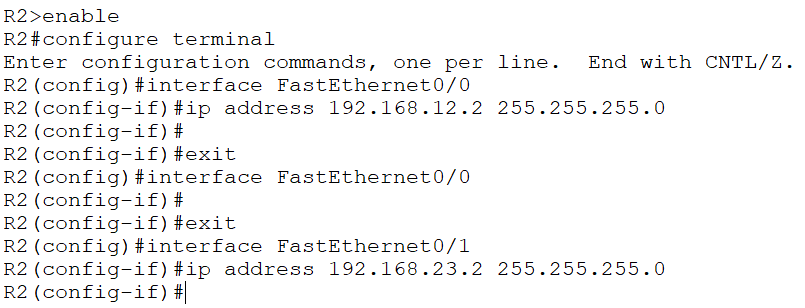 R2>enable
R2#configure terminal
Enter configuration commands, one per line.  End with CNTL/Z.
R2(config)#interface FastEthernet0/0
R2(config-if)#ip address 192.168.12.2 255.255.255.0
R2(config-if)#
R2(config-if)#exit
R2(config)#interface FastEthernet0/0
R2(config-if)#
R2(config-if)#exit
R2(config)#interface FastEthernet0/1
R2(config-if)#ip address 192.168.23.2 255.255.255.0
R2(config-if)#